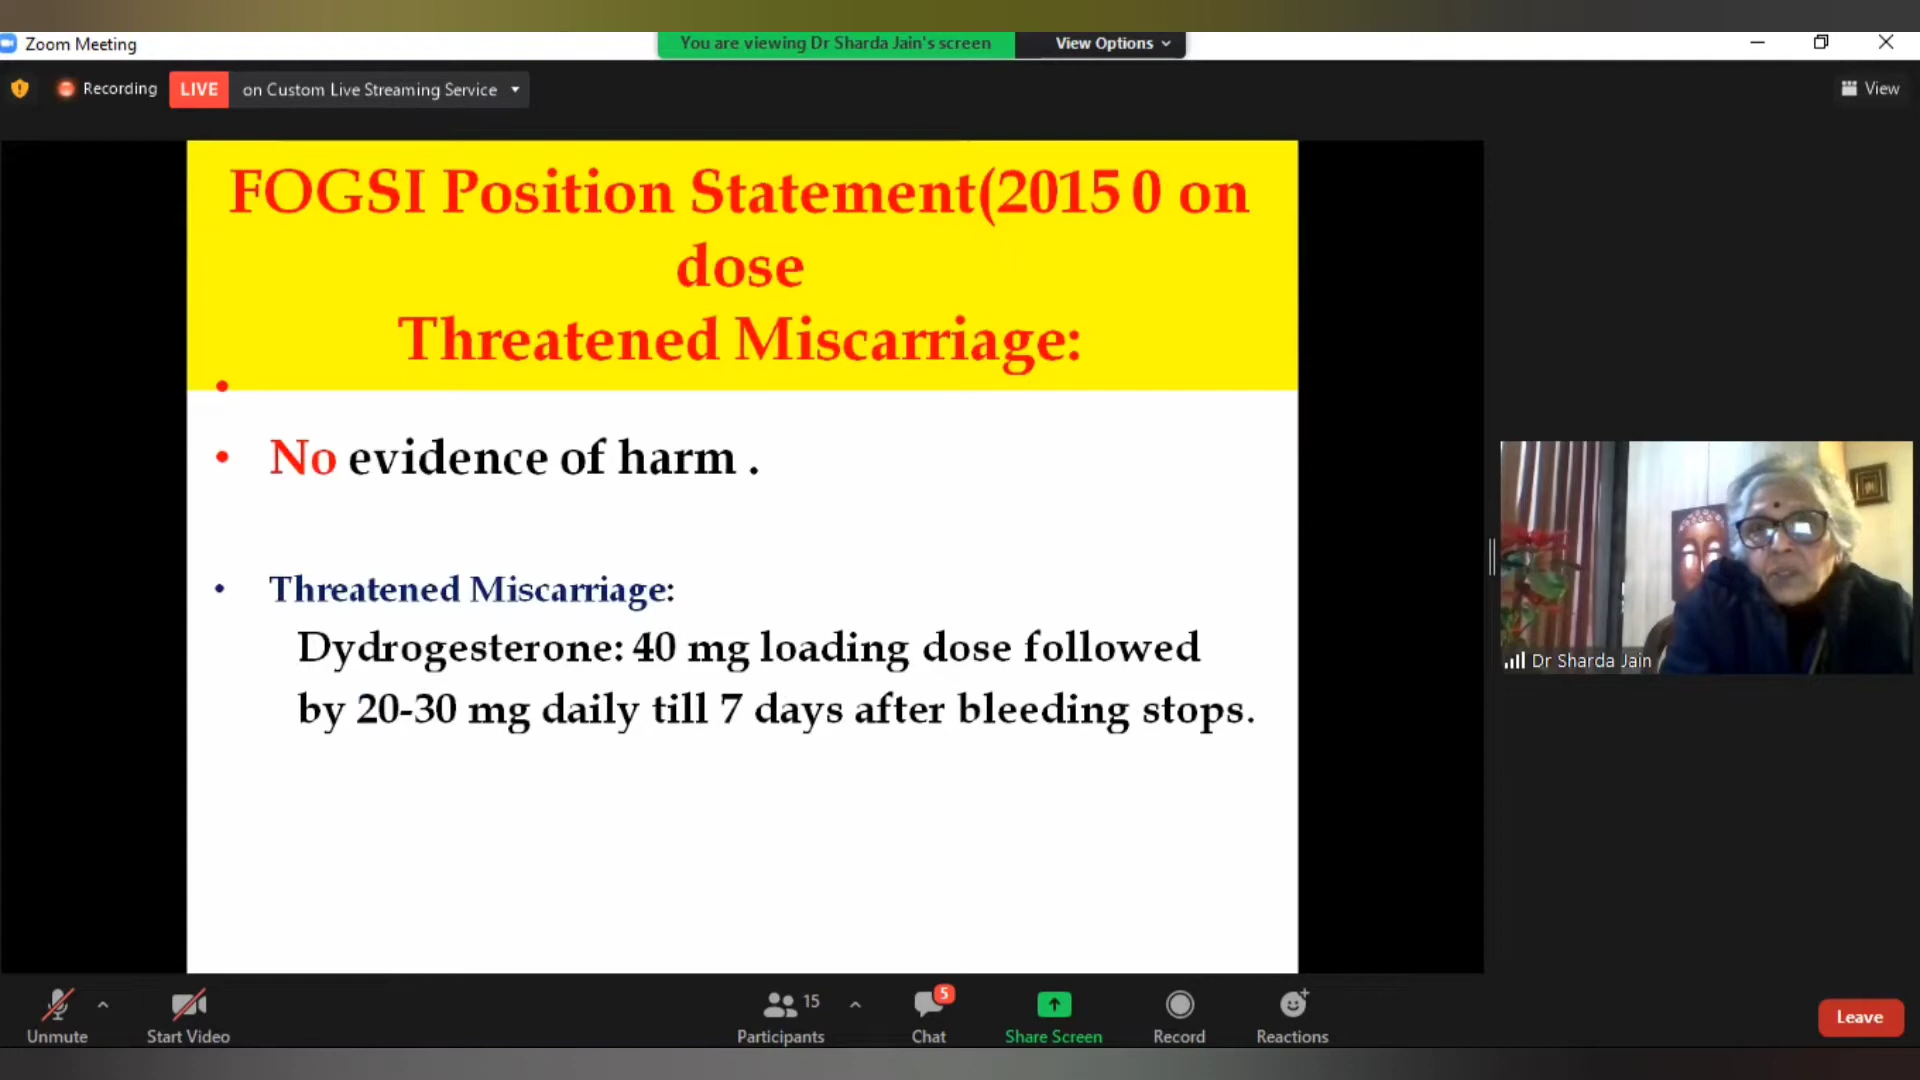 Zoom Meeting
You are viewing Dr Sharda Jain's screen
View Options
Recording
LIVE
on Custom Live Streaming Service
View
FOGSI Position Statement(2015 0 on
dose
Threatened Miscarriage:
•
• No evidence of harm .
• Threatened Miscarriage:
Dydrogesterone: 40 mg loading dose followed
by 20-30 mg daily till 7 days after bleeding stops.
Dr Sharda Jain
Unmute
Start Video
15
Participants
5
Chat
Share Screen
Record
Reactions
Leave